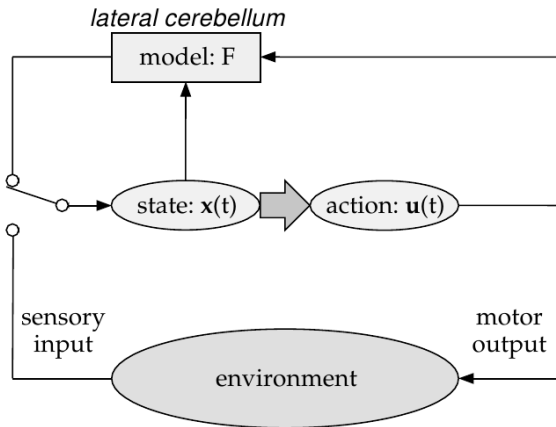 lateral cerebellum
model: F
state: x(t)
action: u(t)
sensory
input
motor
output
environment